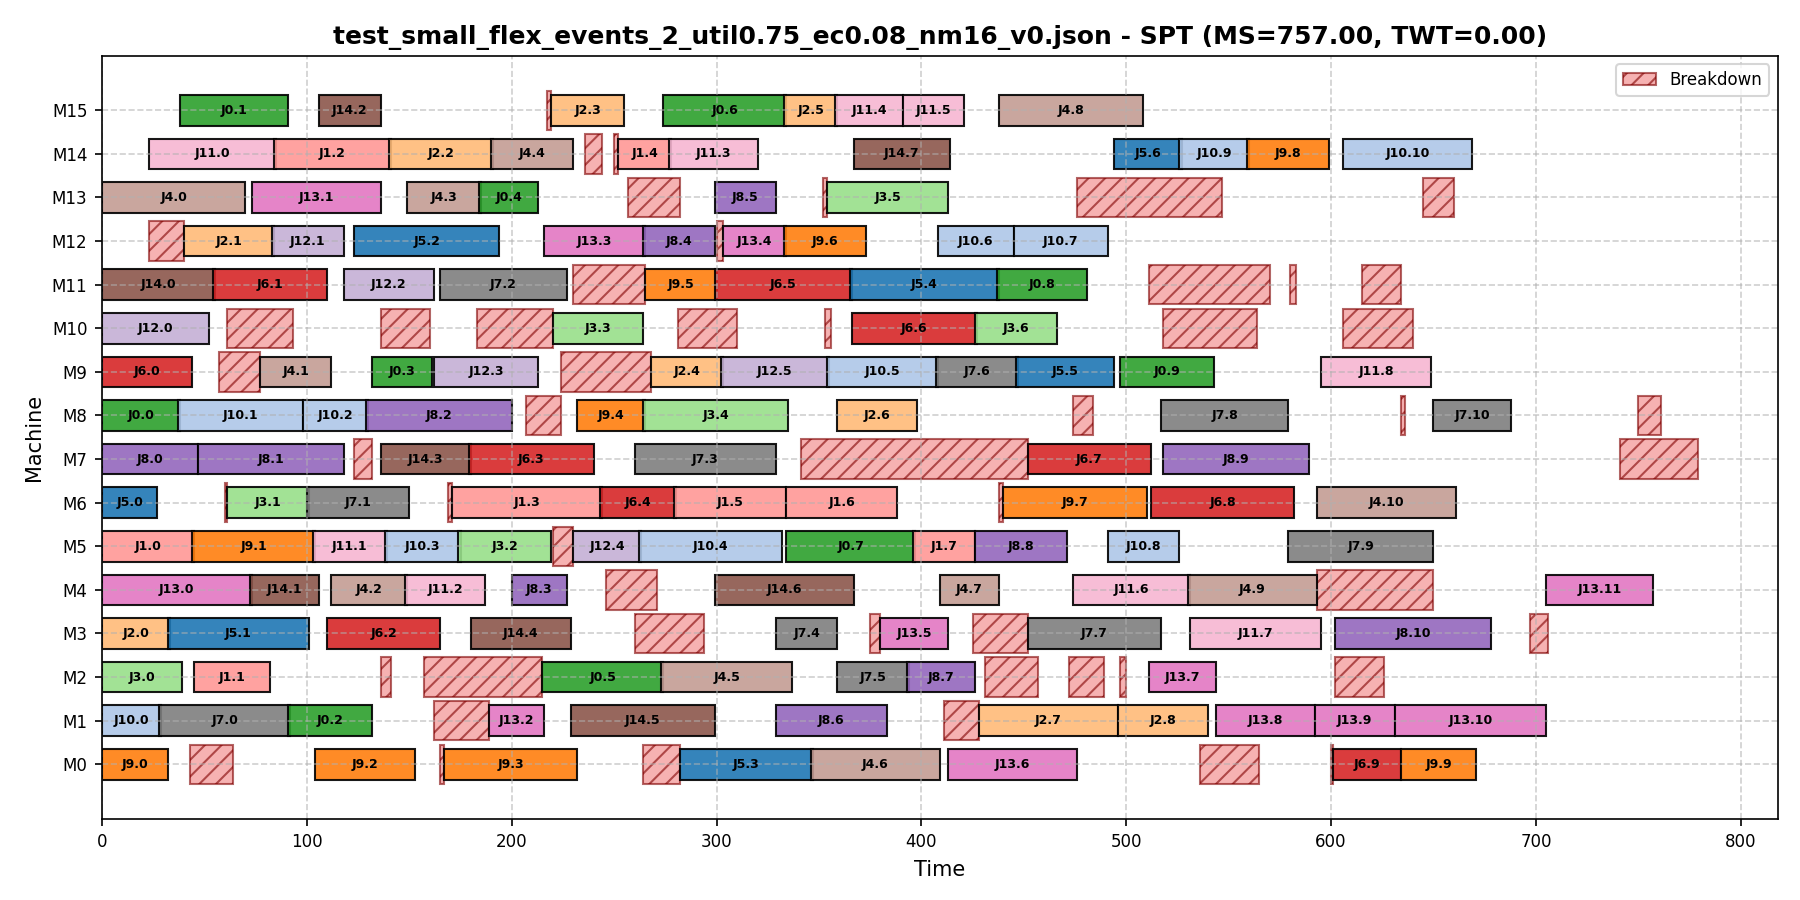 test_small_flex_events_2_util0.75_ec0.08_nm16_v0.json - SPT (MS=757.00, TWT=0.00)
Breakdown
M15 J0.1 J14.2 J2.3 J0.6 J2.5 J11.4 J11.5 J4.8
M14 J11.0 J1.2 J2.2 J4.4 J1.4 J11.3 J14.7 J5.6 J10.9 J9.8 J10.10
M13 J4.0 J13.1 J4.3 J0.4 J8.5 J3.5
M12 J2.1 J12.1 J5.2 J13.3 J8.4 J13.4 J9.6 J10.6 J10.7
M11 J14.0 J6.1 J12.2 J7.2 J9.5 J6.5 J5.4 J0.8
M10 J12.0 J3.3 J6.6 J3.6
M9 J6.0 J4.1 J0.3 J12.3 J2.4 J12.5 J10.5 J7.6 J5.5 J0.9 J11.8
M8 J0.0 J10.1 J10.2 J8.2 J9.4 J3.4 J2.6 J7.8 J7.10
M7 J8.0 J8.1 J14.3 J6.3 J7.3 J6.7 J8.9
M6 J5.0 J3.1 J7.1 J1.3 J6.4 J1.5 J1.6 J9.7 J6.8 J4.10
M5 J1.0 J9.1 J11.1 J10.3 J3.2 J12.4 J10.4 J0.7 J1.7 J8.8 J10.8 J7.9
M4 J13.0 J14.1 J4.2 J11.2 J8.3 J14.6 J4.7 J11.6 J4.9 J13.11
M3 J2.0 J5.1 J6.2 J14.4 J7.4 J13.5 J7.7 J11.7 J8.10
M2 J3.0 J1.1 J0.5 J4.5 J7.5 J8.7 J13.7
M1 J10.0 J7.0 J0.2 J13.2 J14.5 J8.6 J2.7 J2.8 J13.8 J13.9 J13.10
M0 J9.0 J9.2 J9.3 J5.3 J4.6 J13.6 J6.9 J9.9
Machine
0 100 200 300 400 500 600 700 800
Time